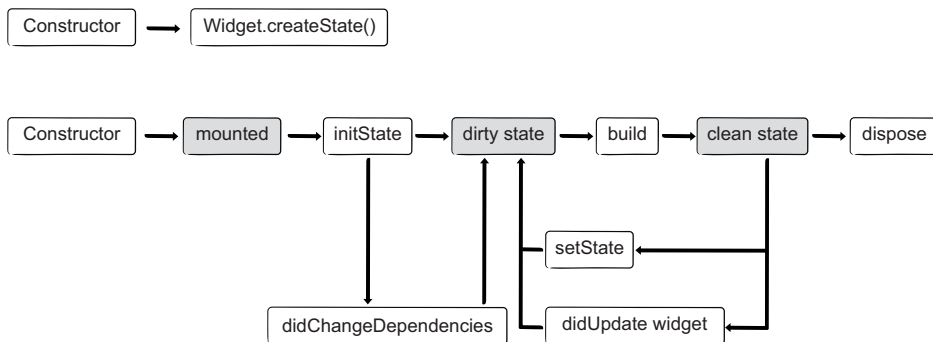 Constructor
Widget.createState()
Constructor
mounted
initState
dirty state
build
clean state
dispose
setState
didChangeDependencies
didUpdate widget